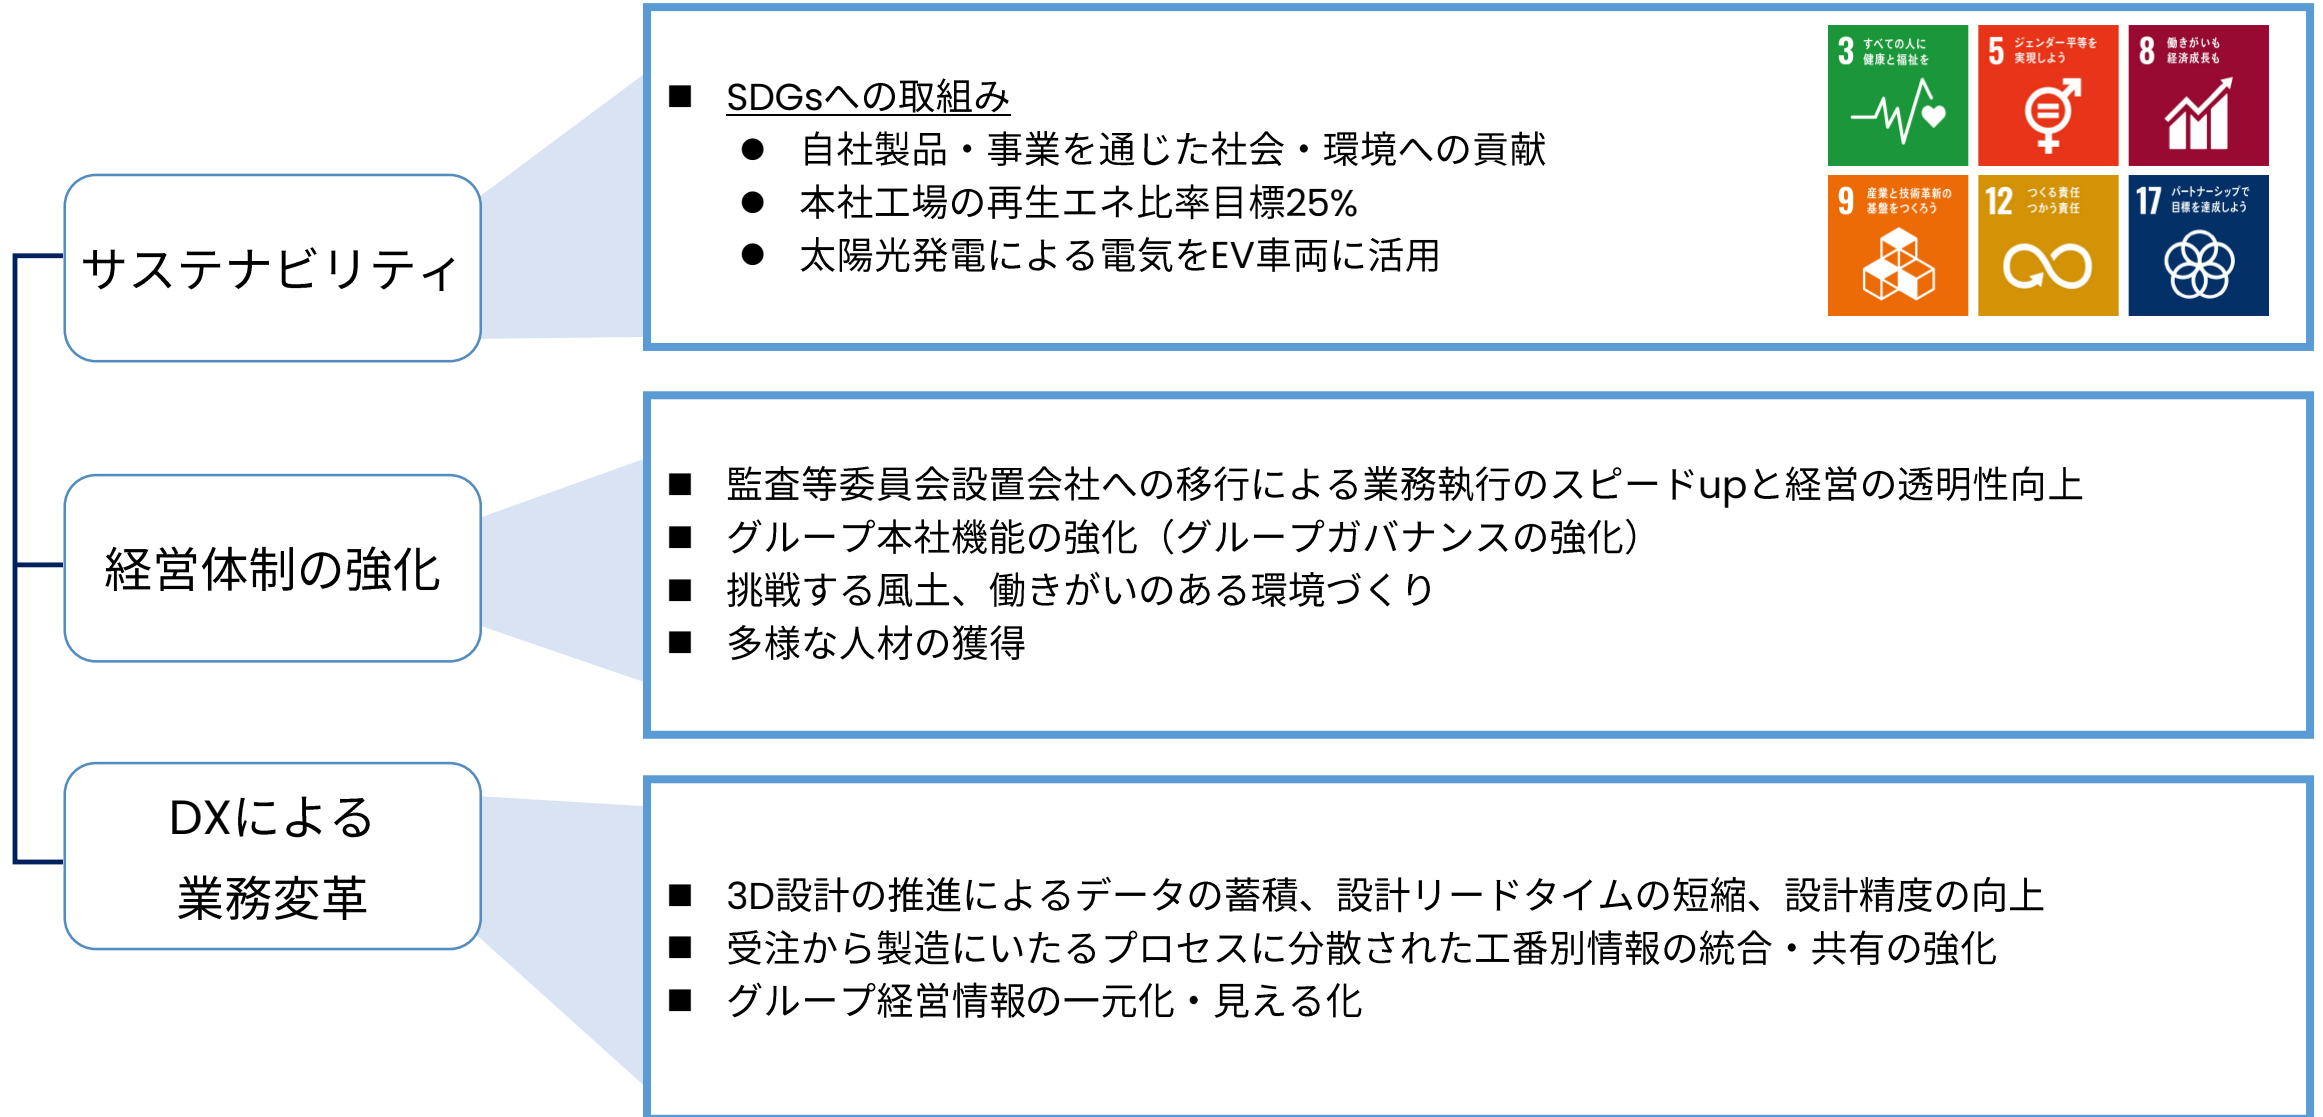 サステナビリティ
■ SDGsへの取組み
● 自社製品・事業を通じた社会・環境への貢献
● 本社工場の再生エネ比率目標25%
● 太陽光発電による電気をEV車両に活用
3 すべての人に
健康と福祉を
5 ジェンダー平等を
実現しよう
8 働きがいも
経済成長も
9 産業と技術革新の
基盤をつくろう
12 つくる責任
つかう責任
17 パートナーシップで
目標を達成しよう
経営体制の強化
■ 監査等委員会設置会社への移行による業務執行のスピードupと経営の透明性向上
■ グループ本社機能の強化（グループガバナンスの強化）
■ 挑戦する風土、働きがいのある環境づくり
■ 多様な人材の獲得
DXによる
業務変革
■ 3D設計の推進によるデータの蓄積、設計リードタイムの短縮、設計精度の向上
■ 受注から製造にいたるプロセスに分散された工番別情報の統合・共有の強化
■ グループ経営情報の一元化・見える化